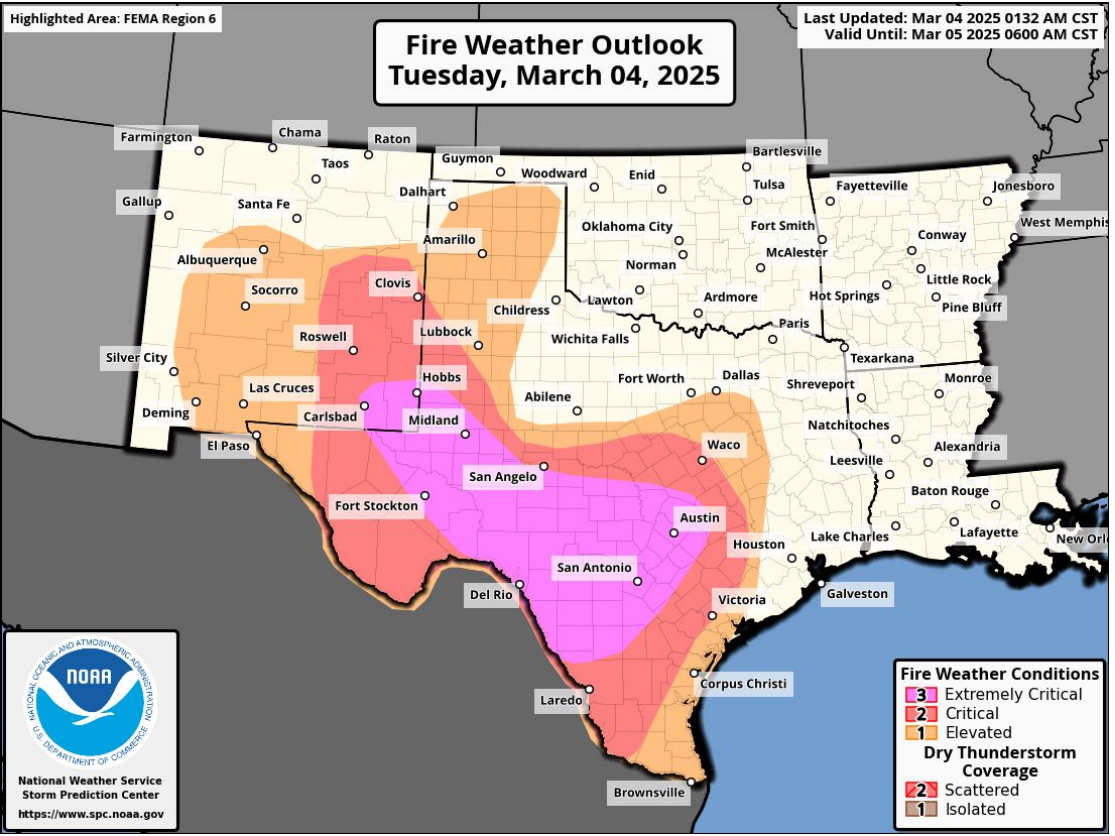 Highlighted Area: FEMA Region 6
Fire Weather Outlook
Tuesday, March 04, 2025
Last Updated: Mar 04 2025 0132 AM CST
Valid Until: Mar 05 2025 0600 AM CST
Farmington
Chama
Raton
Taos
Guymon
Woodward
Enid
Bartlesville
Tulsa
Fayetteville
Jonesboro
Dalhart
Gallup
Santa Fe
West Memphis
Oklahoma City
Fort Smith
Conway
Amarillo
Albuquerque
Norman
McAlester
Little Rock
Socorro
Clovis
Childress
Lawton
Ardmore
Hot Springs
Pine Bluff
Roswell
Lubbock
Wichita Falls
Paris
Silver City
Texarkana
Las Cruces
Hobbs
Fort Worth
Dallas
Shreveport
Monroe
Deming
Carlsbad
Midland
Abilene
Natchitoches
El Paso
Waco
Alexandria
San Angelo
Leesville
Fort Stockton
Baton Rouge
Austin
Houston
Lake Charles
Lafayette
New Orl
San Antonio
Del Rio
Victoria
Galveston
Laredo
Corpus Christi
Brownsville
NATIONAL OCEANIC AND ATMOSPHERIC ADMINISTRATION
NOAA
U.S. DEPARTMENT OF COMMERCE
National Weather Service
Storm Prediction Center
https://www.spc.noaa.gov
Fire Weather Conditions
3 Extremely Critical
2 Critical
1 Elevated
Dry Thunderstorm
Coverage
2 Scattered
1 Isolated